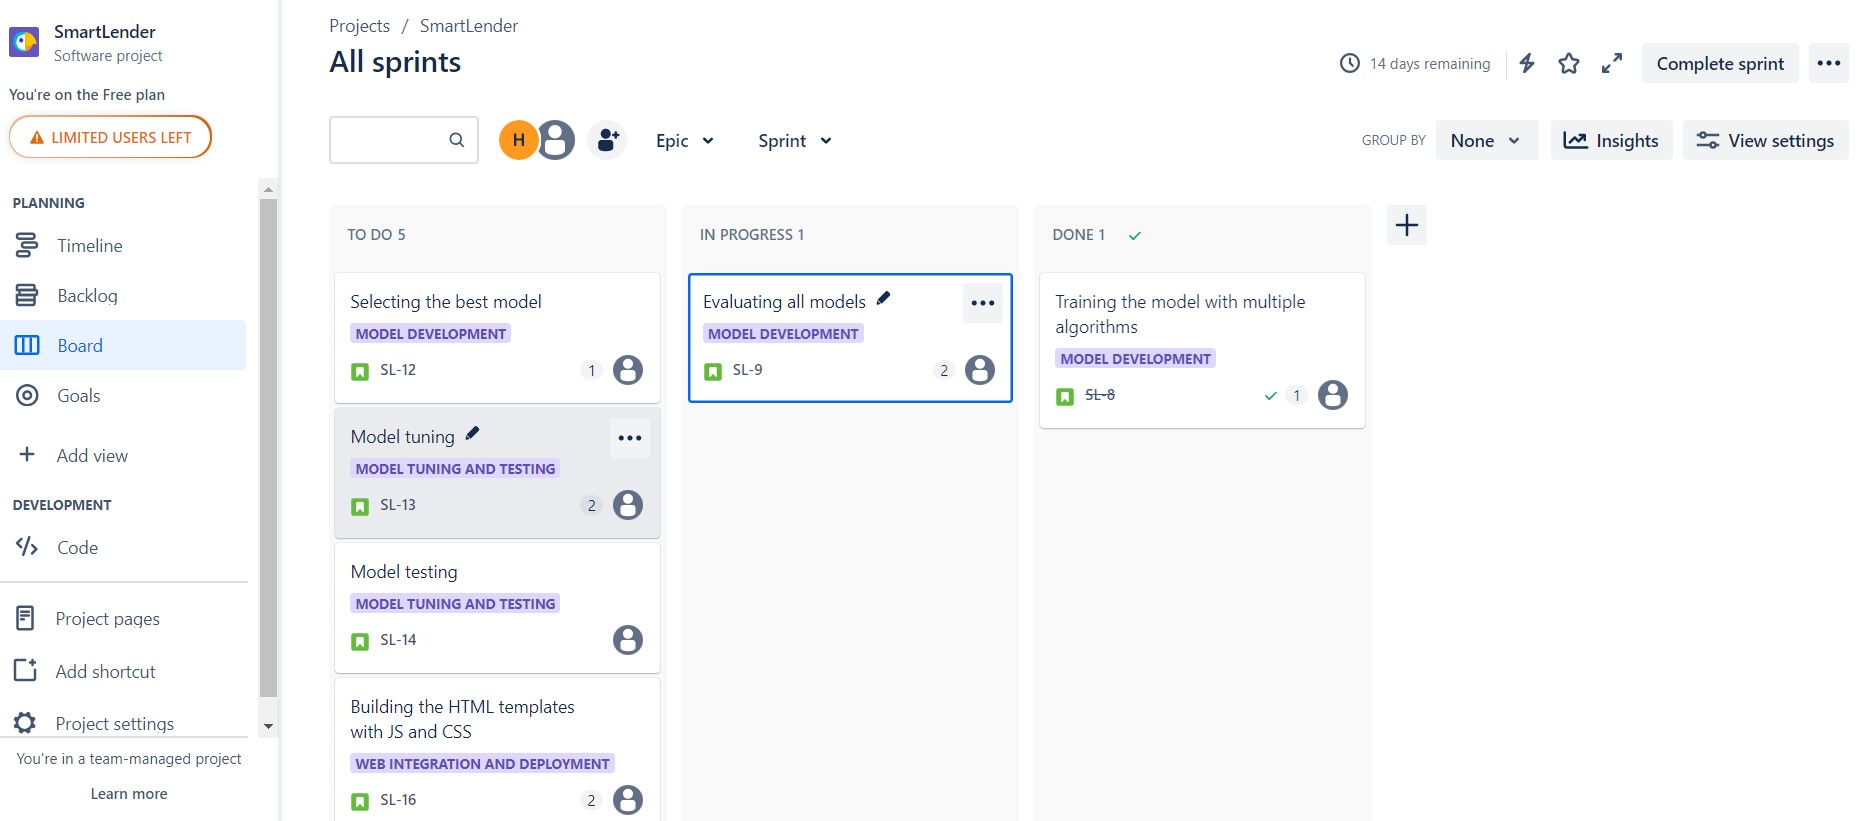 SmartLender
Software project
You're on the Free plan
LIMITED USERS LEFT
PLANNING
Timeline
Backlog
Board
Goals
Add view
DEVELOPMENT
Code
Project pages
Add shortcut
Project settings
You're in a team-managed project
Learn more
Projects / SmartLender
All sprints
14 days remaining
Complete sprint
H
Epic
Sprint
GROUP BY
None
Insights
View settings
TO DO 5
Selecting the best model
MODEL DEVELOPMENT
SL-12
1
Model tuning
MODEL TUNING AND TESTING
SL-13
2
Model testing
MODEL TUNING AND TESTING
SL-14
Building the HTML templates
with JS and CSS
WEB INTEGRATION AND DEPLOYMENT
SL-16
2
IN PROGRESS 1
Evaluating all models
MODEL DEVELOPMENT
SL-9
2
DONE 1
Training the model with multiple
algorithms
MODEL DEVELOPMENT
SL-8
1